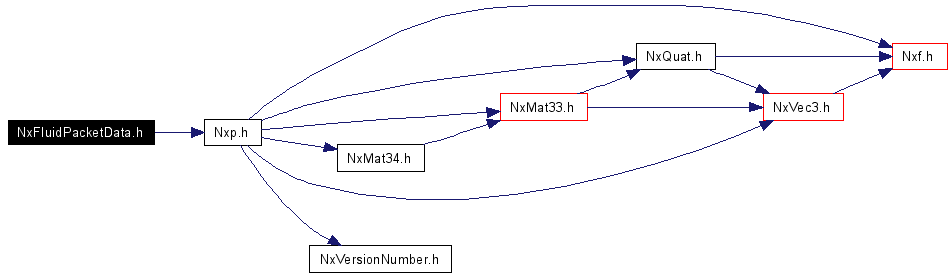 NxFluidPacketData.h
Nxp.h
NxMat34.h
NxMat33.h
NxQuat.h
NxVec3.h
Nxf.h
NxVersionNumber.h